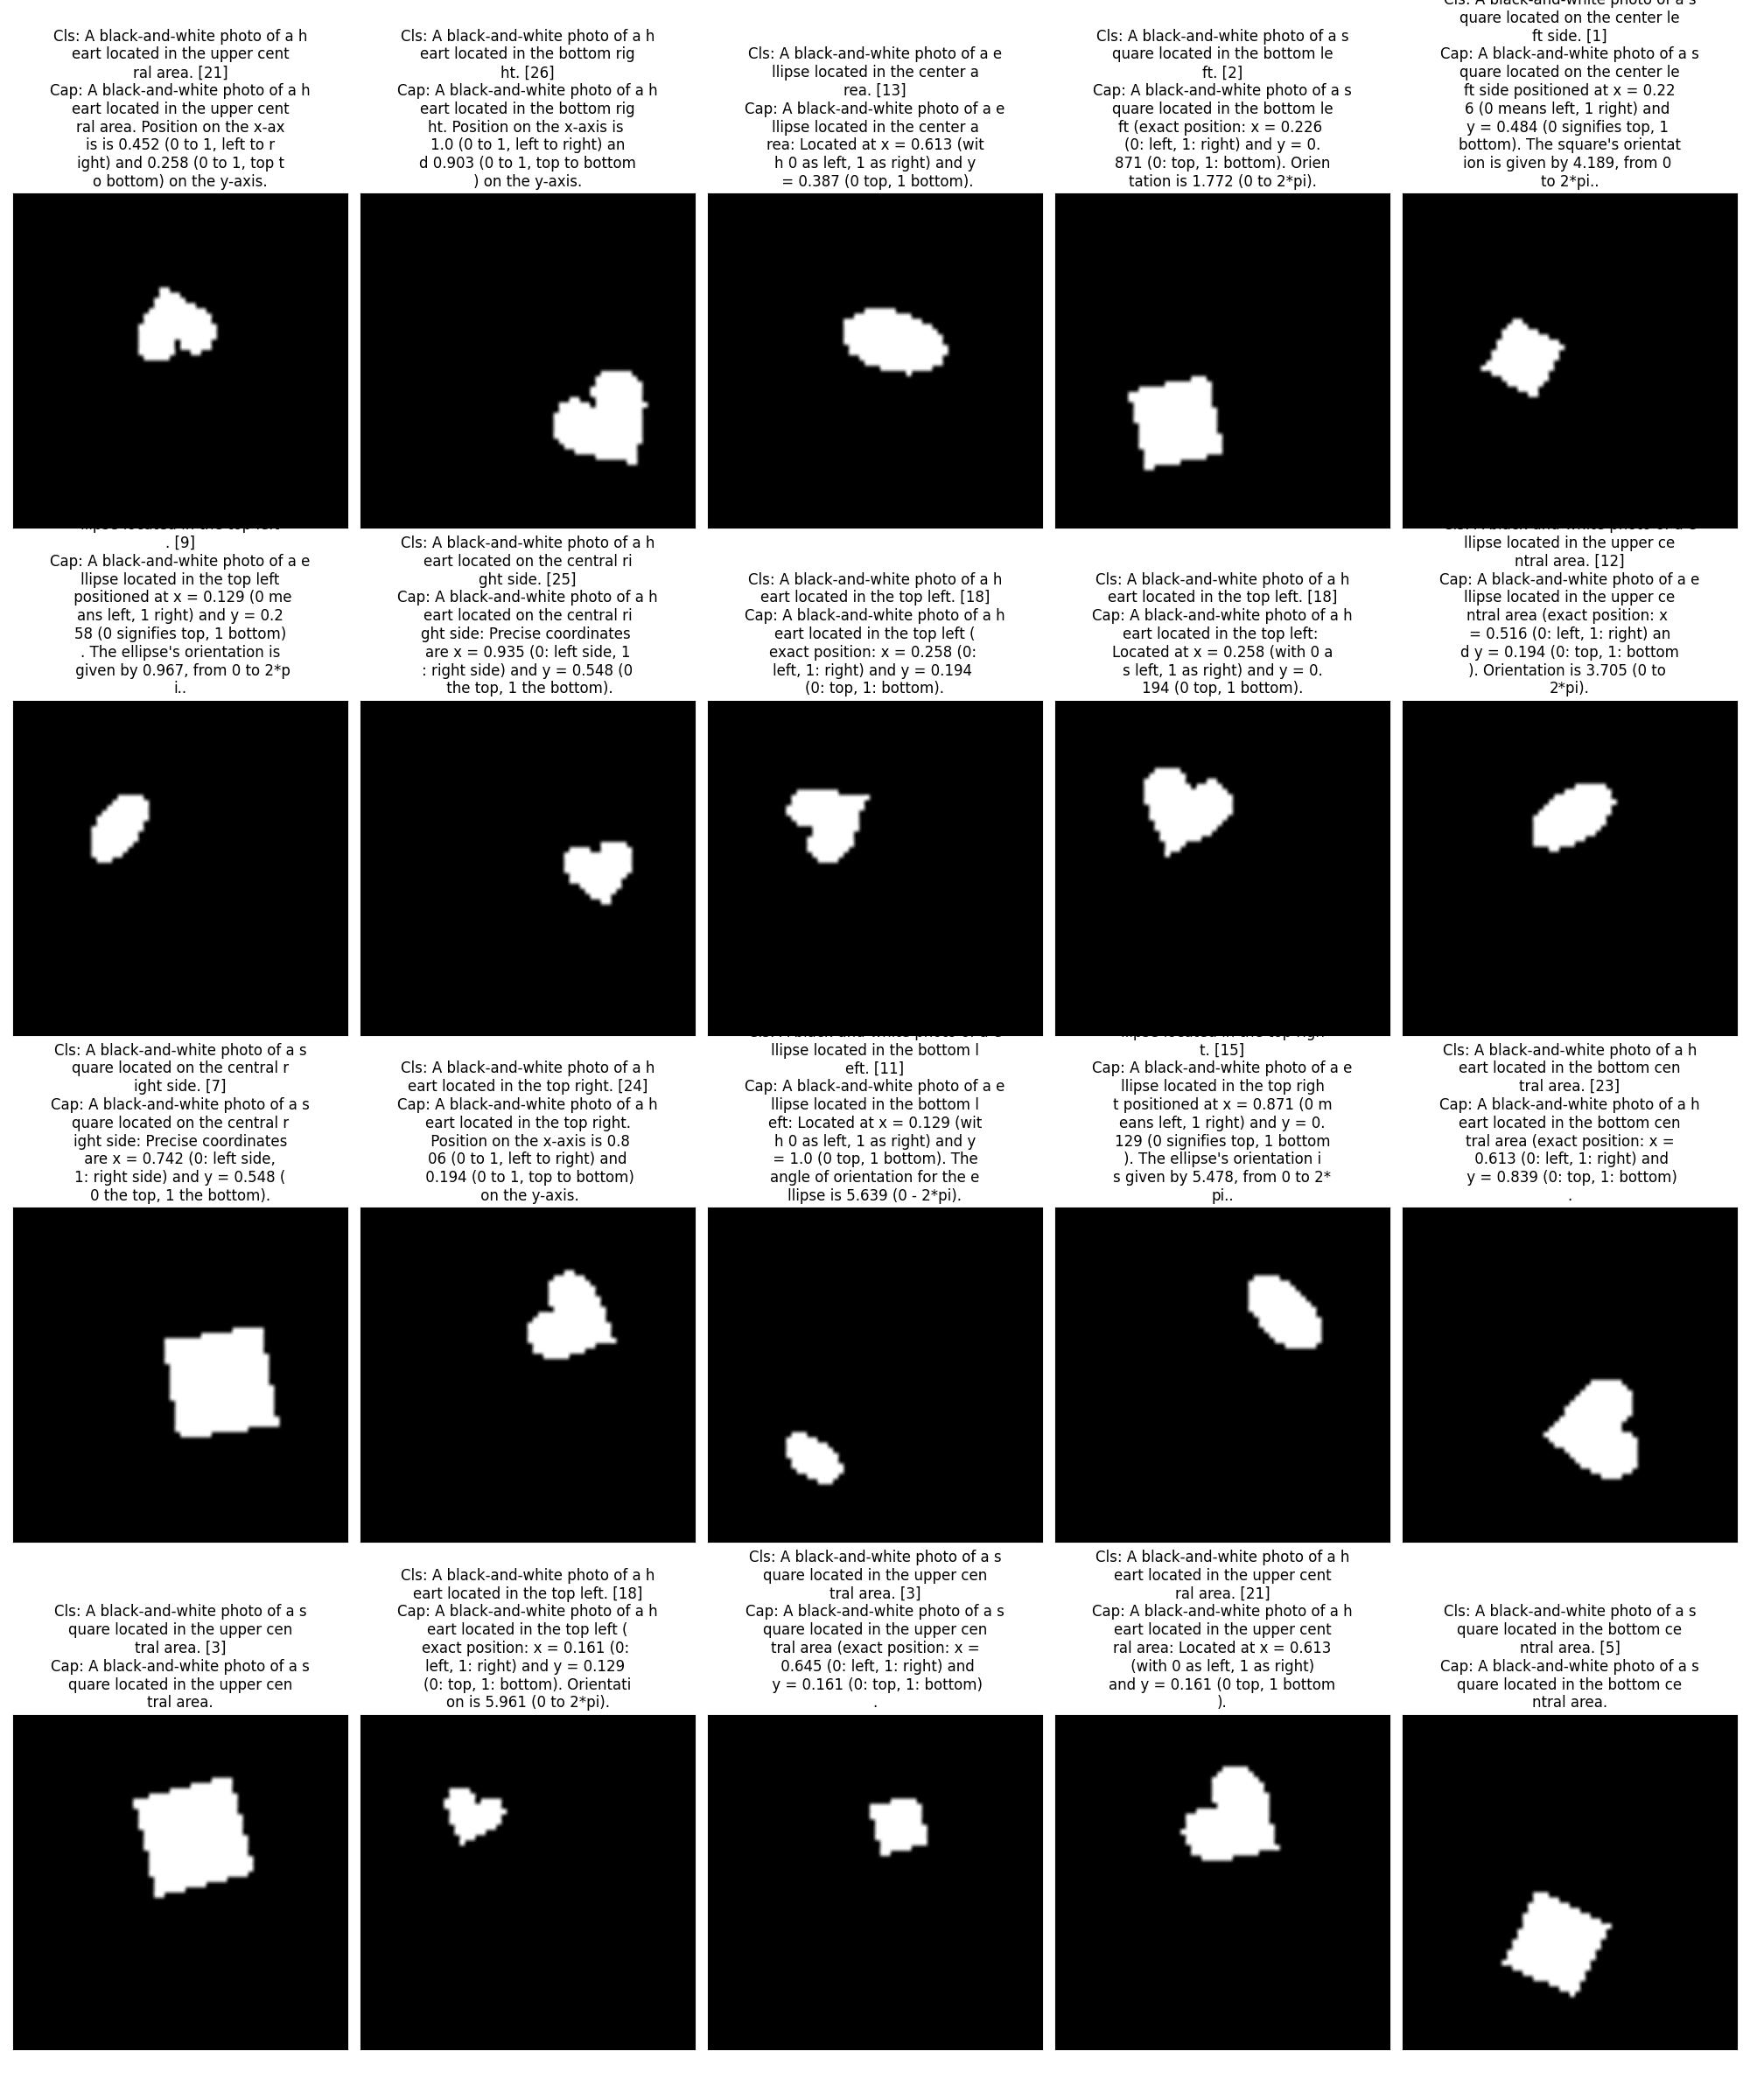 Cls: A black-and-white photo of a h
eart located in the upper cent
ral area. [21]
Cap: A black-and-white photo of a h
eart located in the upper cent
ral area. Position on the x-ax
is is 0.452 (0 to 1, left to r
ight) and 0.258 (0 to 1, top t
o bottom) on the y-axis.
Cls: A black-and-white photo of a h
eart located in the bottom rig
ht. [26]
Cap: A black-and-white photo of a h
eart located in the bottom rig
ht. Position on the x-axis is
1.0 (0 to 1, left to right) an
d 0.903 (0 to 1, top to bottom
) on the y-axis.
Cls: A black-and-white photo of a e
llipse located in the center a
rea. [13]
Cap: A black-and-white photo of a e
llipse located in the center a
rea: Located at x = 0.613 (wit
h 0 as left, 1 as right) and y
= 0.387 (0 top, 1 bottom).
Cls: A black-and-white photo of a s
quare located in the bottom le
ft. [2]
Cap: A black-and-white photo of a s
quare located in the bottom le
ft (exact position: x = 0.226
(0: left, 1: right) and y = 0.
871 (0: top, 1: bottom). Orien
tation is 1.772 (0 to 2*pi).
Cls: A black-and-white photo of a s
quare located on the center le
ft side. [1]
Cap: A black-and-white photo of a s
quare located on the center le
ft side positioned at x = 0.22
6 (0 means left, 1 right) and
y = 0.484 (0 signifies top, 1
bottom). The square's orientat
ion is given by 4.189, from 0
to 2*pi..
llipse located in the top left
. [9]
Cap: A black-and-white photo of a e
llipse located in the top left
positioned at x = 0.129 (0 me
ans left, 1 right) and y = 0.2
58 (0 signifies top, 1 bottom)
. The ellipse's orientation is
given by 0.967, from 0 to 2*p
i..
Cls: A black-and-white photo of a h
eart located on the central ri
ght side. [25]
Cap: A black-and-white photo of a h
eart located on the central ri
ght side: Precise coordinates
are x = 0.935 (0: left side, 1
: right side) and y = 0.548 (0
the top, 1 the bottom).
Cls: A black-and-white photo of a h
eart located in the top left. [18]
Cap: A black-and-white photo of a h
eart located in the top left (
exact position: x = 0.258 (0:
left, 1: right) and y = 0.194
(0: top, 1: bottom).
Cls: A black-and-white photo of a h
eart located in the top left. [18]
Cap: A black-and-white photo of a h
eart located in the top left:
Located at x = 0.258 (with 0 a
s left, 1 as right) and y = 0.
194 (0 top, 1 bottom).
llipse located in the upper ce
ntral area. [12]
Cap: A black-and-white photo of a e
llipse located in the upper ce
ntral area (exact position: x
= 0.516 (0: left, 1: right) an
d y = 0.194 (0: top, 1: bottom
). Orientation is 3.705 (0 to
2*pi).
Cls: A black-and-white photo of a s
quare located on the central r
ight side. [7]
Cap: A black-and-white photo of a s
quare located on the central r
ight side: Precise coordinates
are x = 0.742 (0: left side,
1: right side) and y = 0.548 (
0 the top, 1 the bottom).
Cls: A black-and-white photo of a h
eart located in the top right. [24]
Cap: A black-and-white photo of a h
eart located in the top right.
Position on the x-axis is 0.8
06 (0 to 1, left to right) and
0.194 (0 to 1, top to bottom)
on the y-axis.
llipse located in the bottom l
eft. [11]
Cap: A black-and-white photo of a e
llipse located in the bottom l
eft: Located at x = 0.129 (wit
h 0 as left, 1 as right) and y
= 1.0 (0 top, 1 bottom). The
angle of orientation for the e
llipse is 5.639 (0 - 2*pi).
t. [15]
Cap: A black-and-white photo of a e
llipse located in the top righ
t positioned at x = 0.871 (0 m
eans left, 1 right) and y = 0.
129 (0 signifies top, 1 bottom
). The ellipse's orientation i
s given by 5.478, from 0 to 2*
pi..
Cls: A black-and-white photo of a h
eart located in the bottom cen
tral area. [23]
Cap: A black-and-white photo of a h
eart located in the bottom cen
tral area (exact position: x =
0.613 (0: left, 1: right) and
y = 0.839 (0: top, 1: bottom)
.
Cls: A black-and-white photo of a s
quare located in the upper cen
tral area. [3]
Cap: A black-and-white photo of a s
quare located in the upper cen
tral area.
Cls: A black-and-white photo of a h
eart located in the top left. [18]
Cap: A black-and-white photo of a h
eart located in the top left (
exact position: x = 0.161 (0:
left, 1: right) and y = 0.129
(0: top, 1: bottom). Orientati
on is 5.961 (0 to 2*pi).
Cls: A black-and-white photo of a s
quare located in the upper cen
tral area. [3]
Cap: A black-and-white photo of a s
quare located in the upper cen
tral area (exact position: x =
0.645 (0: left, 1: right) and
y = 0.161 (0: top, 1: bottom)
.
Cls: A black-and-white photo of a h
eart located in the upper cent
ral area. [21]
Cap: A black-and-white photo of a h
eart located in the upper cent
ral area: Located at x = 0.613
(with 0 as left, 1 as right)
and y = 0.161 (0 top, 1 bottom
).
Cls: A black-and-white photo of a s
quare located in the bottom ce
ntral area. [5]
Cap: A black-and-white photo of a s
quare located in the bottom ce
ntral area.